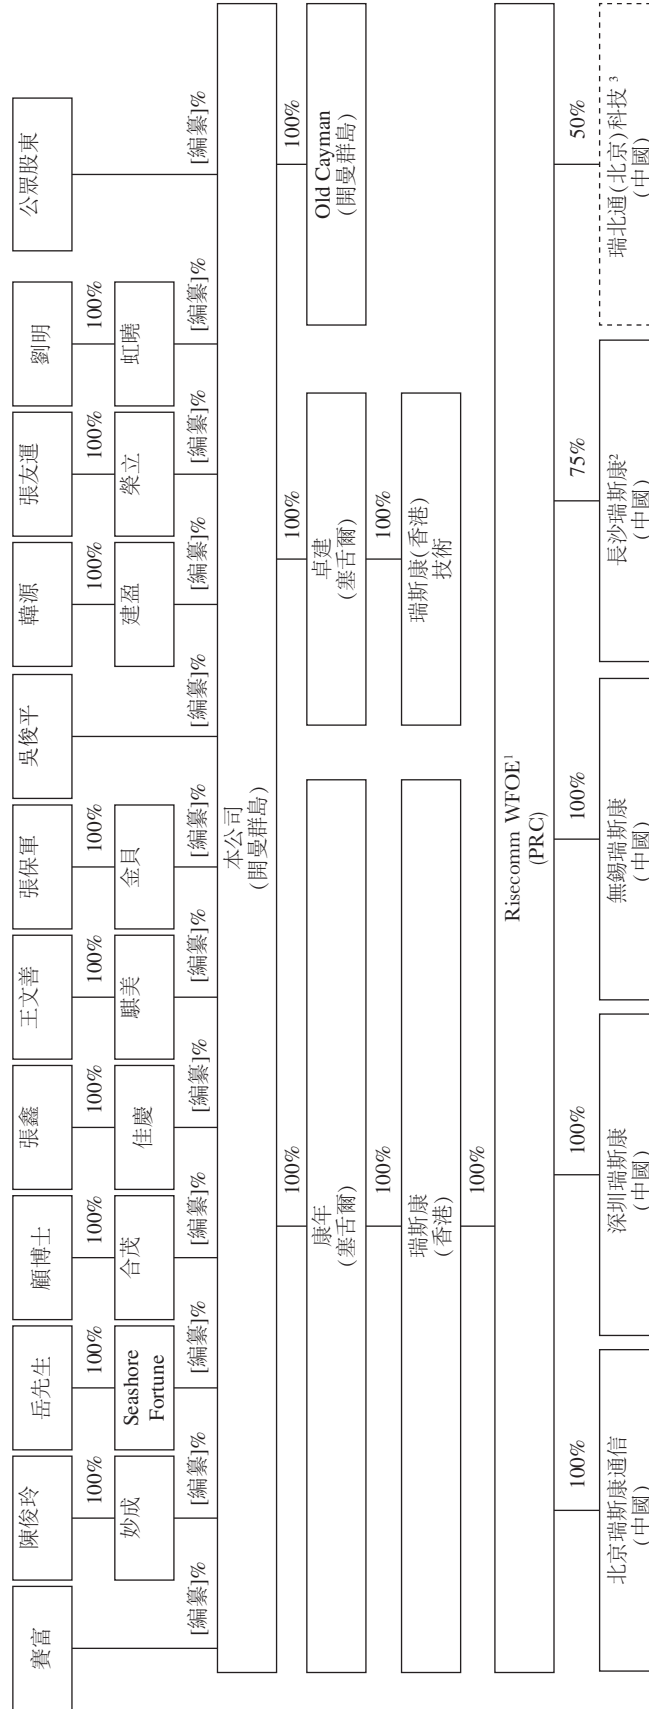 賽富
陳俊玲
岳先生
顧博士
張鑫
王文善
張保軍
吳俊平
韓源
張友運
劉明
公眾股東
100%
100%
100%
100%
100%
100%
100%
100%
100%
妙成
Seashore
Fortune
合茂
佳慶
騏美
金貝
建盈
榮立
虹曉
[編纂]%
[編纂]%
[編纂]%
[編纂]%
[編纂]%
[編纂]%
[編纂]%
[編纂]%
[編纂]%
[編纂]%
[編纂]%
[編纂]%
本公司
(開曼群島)
100%
100%
100%
康年
(塞舌爾)
卓建
(塞舌爾)
Old Cayman
(開曼群島)
100%
100%
瑞斯康
(香港)
瑞斯康(香港)
技術
100%
Risecomm WFOE¹
(PRC)
100%
100%
100%
75%
50%
北京瑞斯康通信
(中國)
深圳瑞斯康
(中國)
無錫瑞斯康
(中國)
長沙瑞斯康²
(中國)
瑞北通(北京)科技³
(中國)